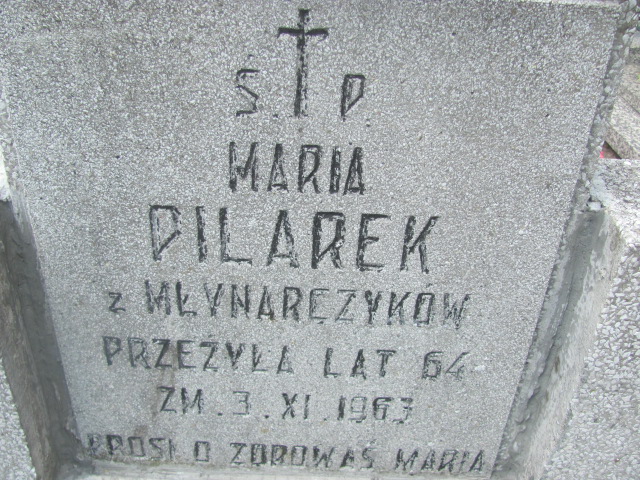 Ś. P.
MARIA
PILAREK
z MŁYNARCZYKÓW
PRZEŻYŁA LAT 64
ZM. 3. XI. 1963
PROSI O ZDROWAŚ MARIA